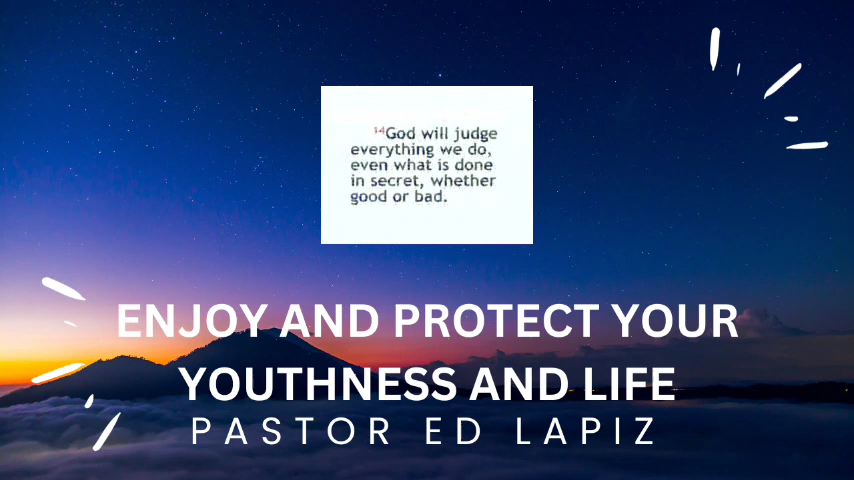 14God will judge
everything we do,
even what is done
in secret, whether
good or bad.
ENJOY AND PROTECT YOUR
YOUTHNESS AND LIFE
PASTOR ED LAPIZ